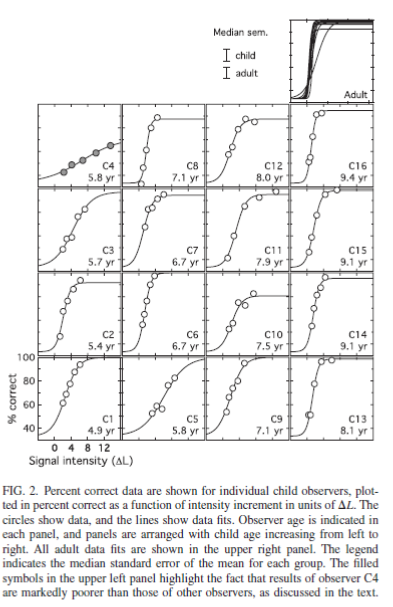 Median sem.
child
adult
Adult
C4
5.8 yr
C8
7.1 yr
C12
8.0 yr
C16
9.4 yr
C3
5.7 yr
C7
6.7 yr
C11
7.9 yr
C15
9.1 yr
C2
5.4 yr
C6
6.7 yr
C10
7.5 yr
C14
9.1 yr
100
80
60
40
% correct
C1
4.9 yr
C5
5.8 yr
C9
7.1 yr
C13
8.1 yr
0 4 8 12
Signal intensity (ΔL)
FIG. 2. Percent correct data are shown for individual child observers, plot-
ted in percent correct as a function of intensity increment in units of ΔL. The
circles show data, and the lines show data fits. Observer age is indicated in
each panel, and panels are arranged with child age increasing from left to
right. All adult data fits are shown in the upper right panel. The legend
indicates the median standard error of the mean for each group. The filled
symbols in the upper left panel highlight the fact that results of observer C4
are markedly poorer than those of other observers, as discussed in the text.